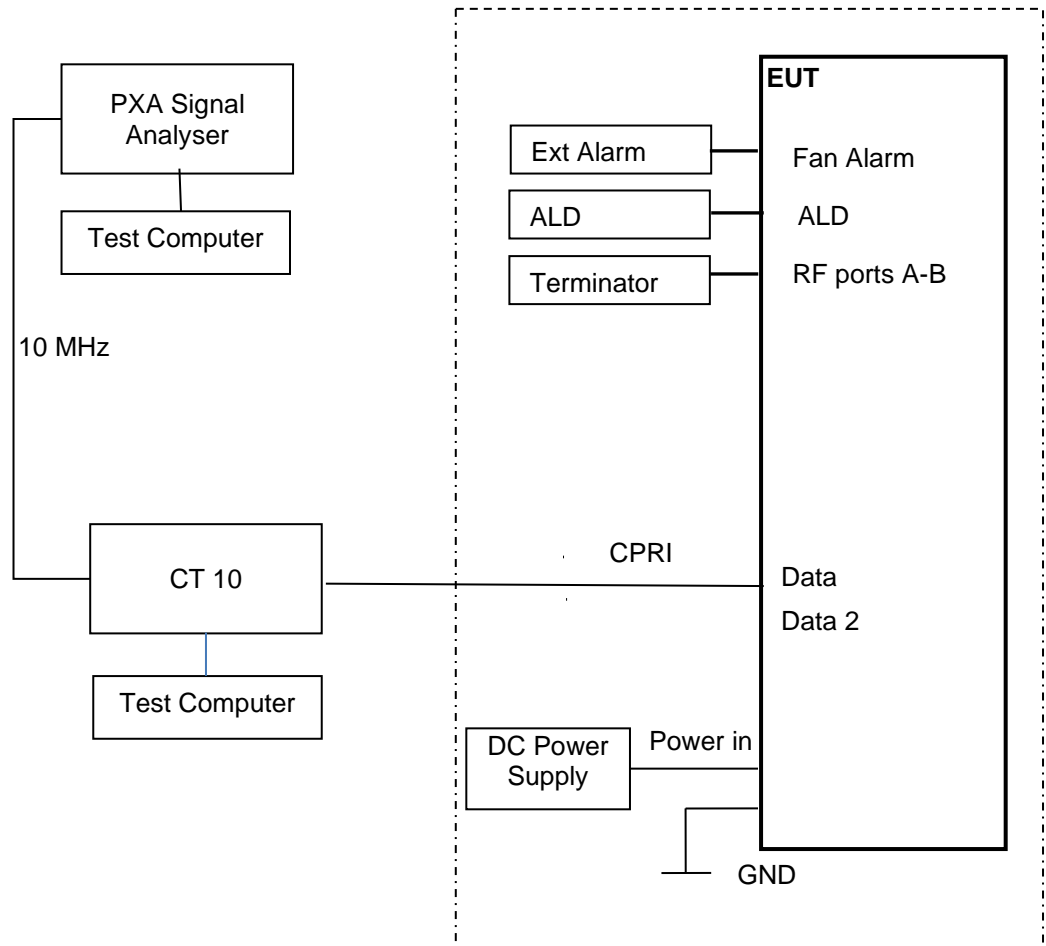 PXA Signal
Analyser
Test Computer
10 MHz
CT 10
Test Computer
EUT
Ext Alarm
Fan Alarm
ALD
ALD
Terminator
RF ports A-B
CPRI
Data
Data 2
DC Power
Supply
Power in
GND